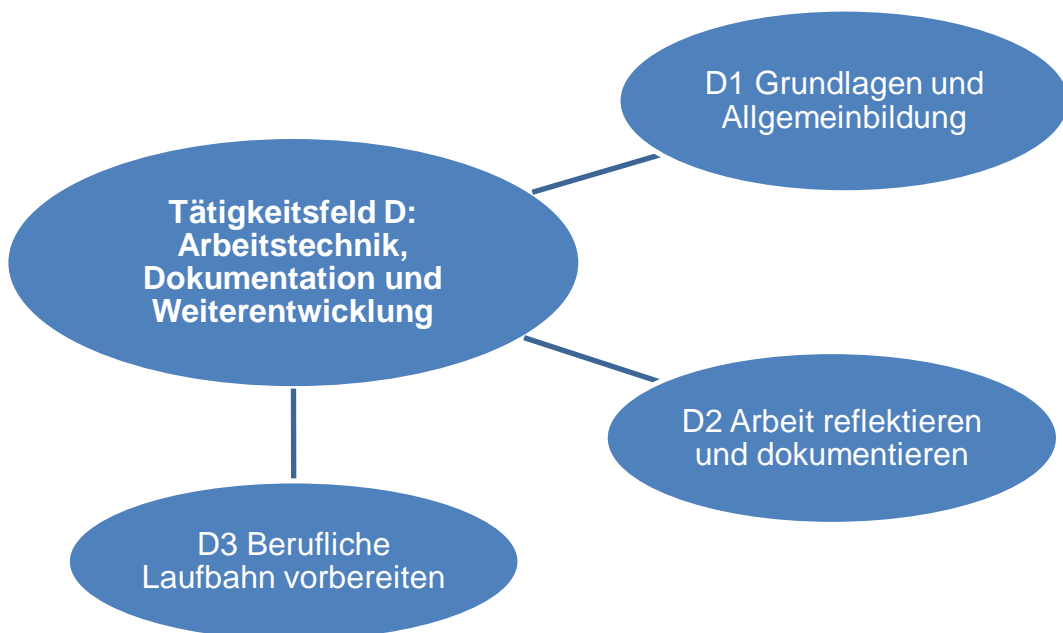 D1 Grundlagen und
Allgemeinbildung
Tätigkeitsfeld D:
Arbeitstechnik,
Dokumentation und
Weiterentwicklung
D2 Arbeit reflektieren
und dokumentieren
D3 Berufliche
Laufbahn vorbereiten